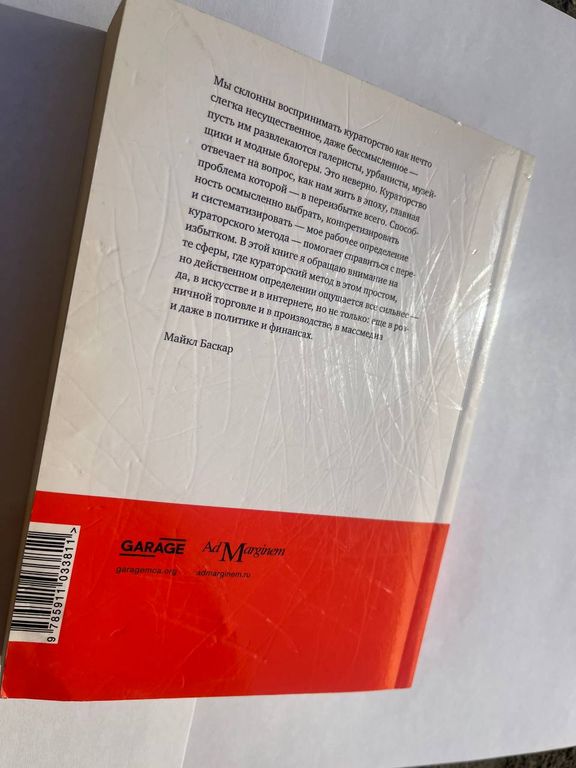 Мы склонны воспринимать кураторство как нечто
слегка несущественное, даже бессмысленное —
пусть им развлекаются галеристы, урбанисты, музей-
щики и модные блогеры. Это неверно. Кураторство
отвечает на вопрос, как нам жить в эпоху, главная
проблема которой — в переизбытке всего. Способ-
ность осмысленно выбрать, конкретизировать
и систематизировать — мое рабочее определение
кураторского метода — помогает справиться с пере-
избытком. В этой книге я обращаю внимание на
те сферы, где кураторский метод в этом простом,
но действенном определении ощущается все сильнее —
да, в искусстве и в интернете, но не только: еще в роз-
ничной торговле и в производстве, в массмедиа
и даже в политике и финансах.
Майкл Баскар
GARAGE
Ad Marginem
garagemca.org
admarginem.ru
9 785911 033811 >